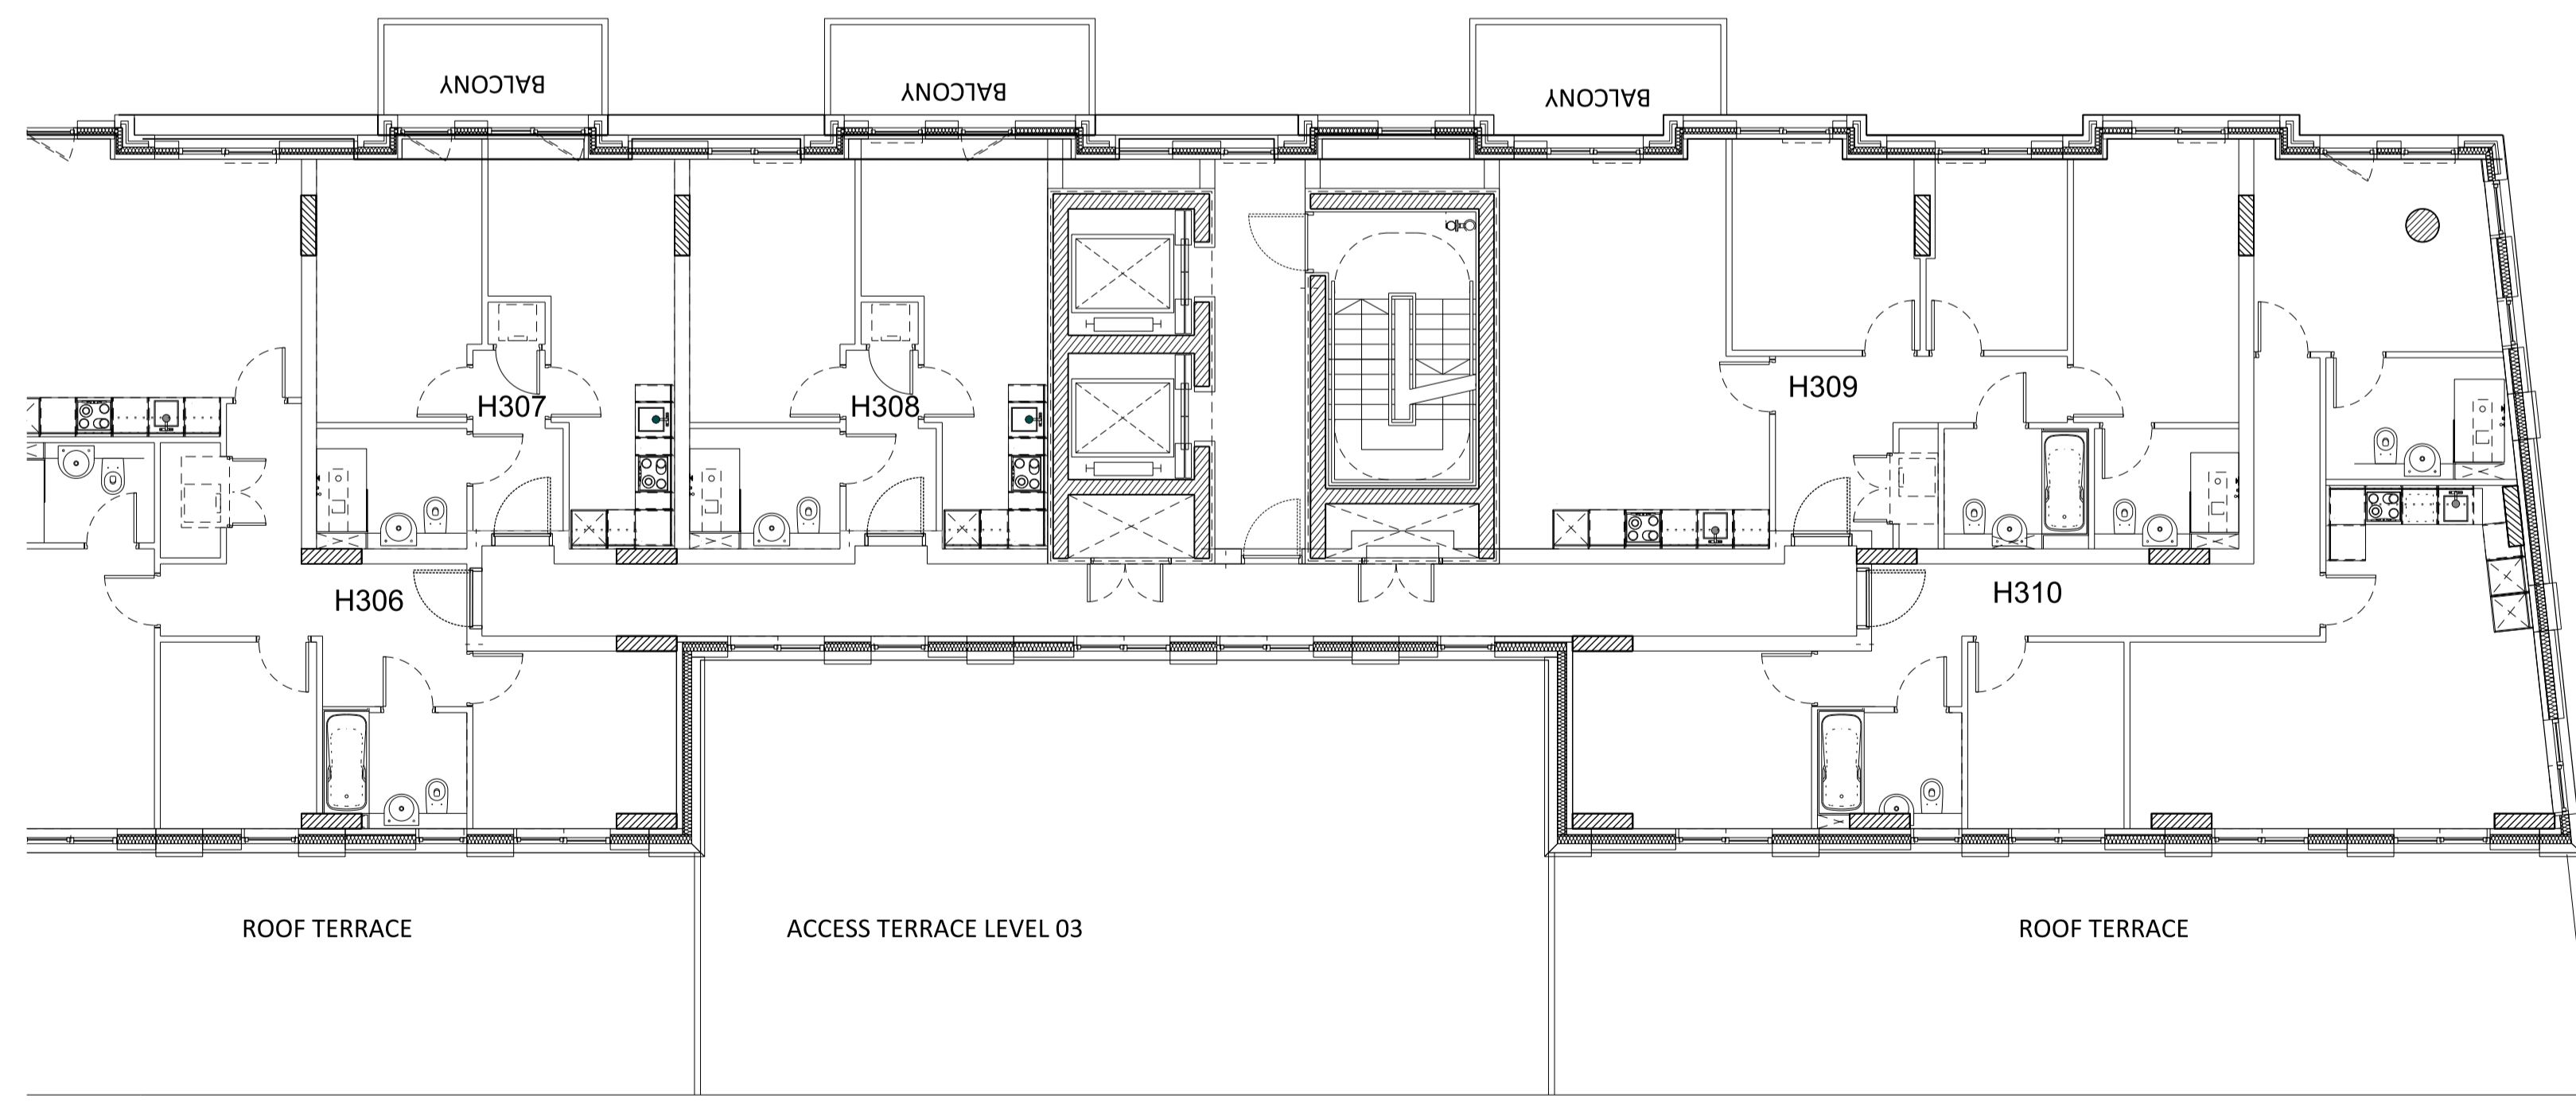 BALCONY
BALCONY
BALCONY
H307
H308
H309
H306
H310
ROOF TERRACE
ACCESS TERRACE LEVEL 03
ROOF TERRACE